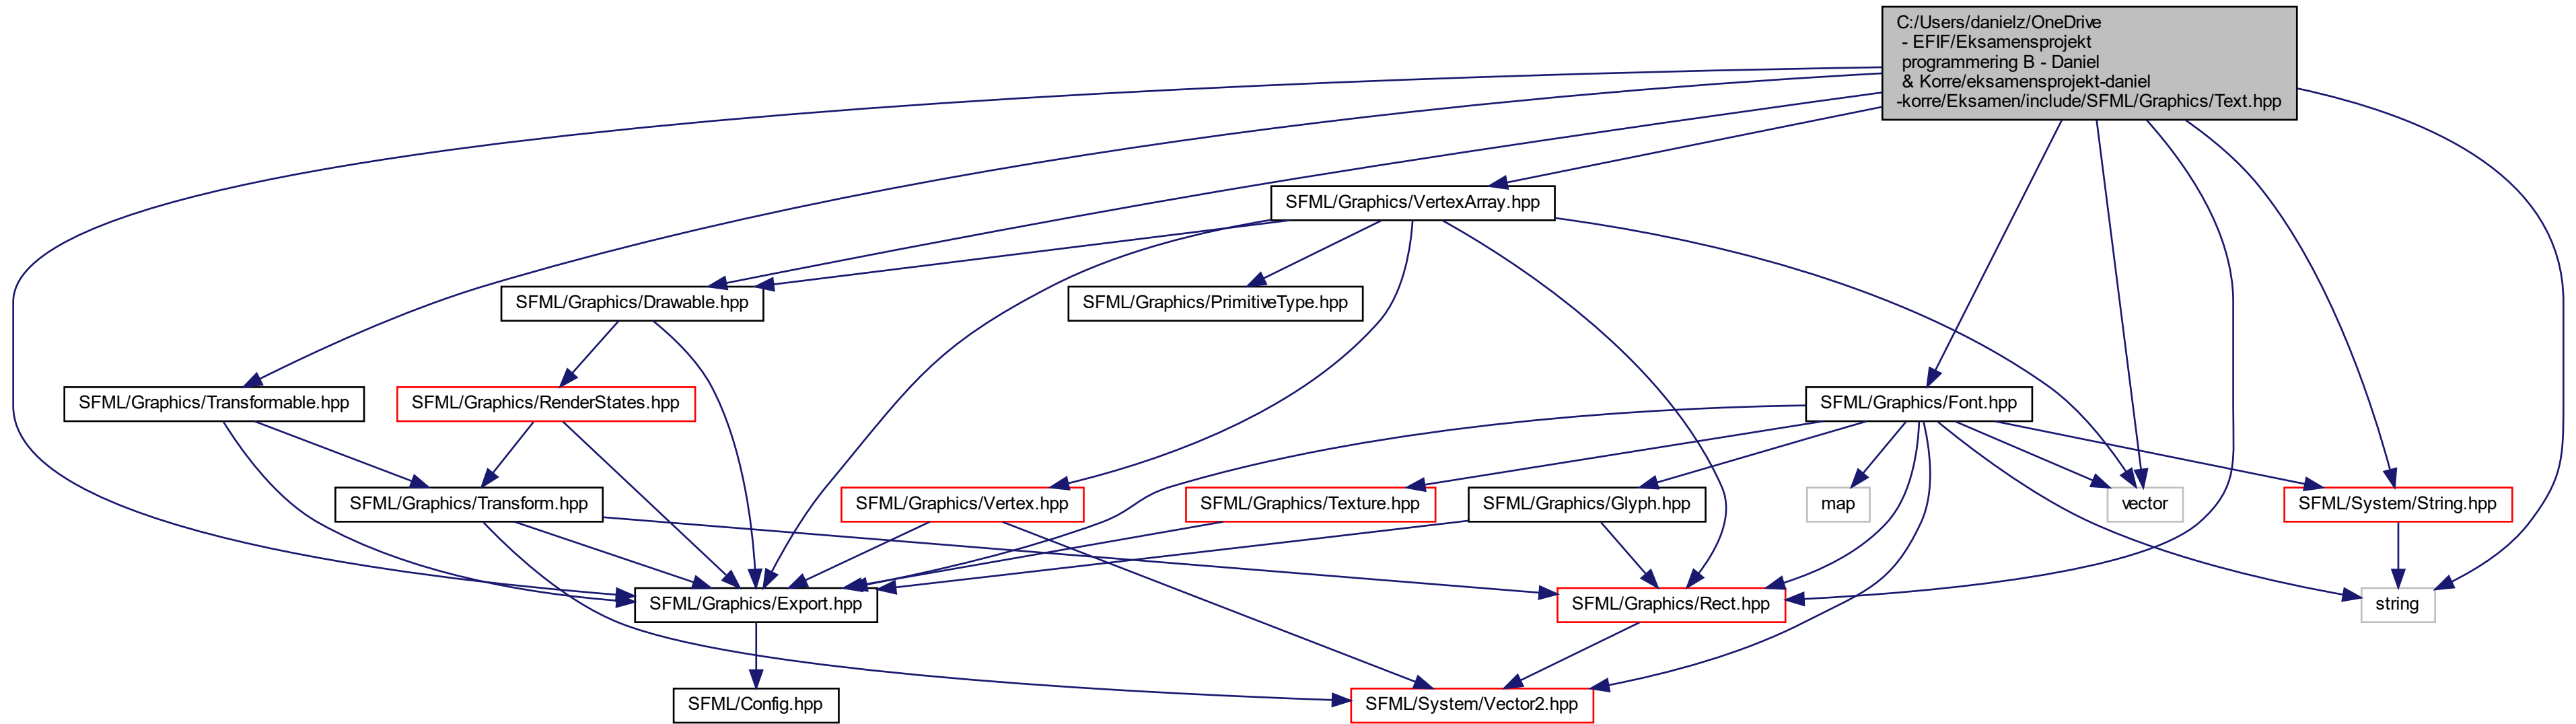 C:/Users/danielz/OneDrive
- EFIF/Eksamensprojekt
programmering B - Daniel
& Korre/eksamensprojekt-daniel
-korre/Eksamen/include/SFML/Graphics/Text.hpp
SFML/Graphics/VertexArray.hpp
SFML/Graphics/Drawable.hpp
SFML/Graphics/PrimitiveType.hpp
SFML/Graphics/Transformable.hpp
SFML/Graphics/RenderStates.hpp
SFML/Graphics/Font.hpp
SFML/Graphics/Transform.hpp
SFML/Graphics/Vertex.hpp
SFML/Graphics/Texture.hpp
SFML/Graphics/Glyph.hpp
map
vector
SFML/System/String.hpp
SFML/Graphics/Export.hpp
SFML/Graphics/Rect.hpp
string
SFML/Config.hpp
SFML/System/Vector2.hpp